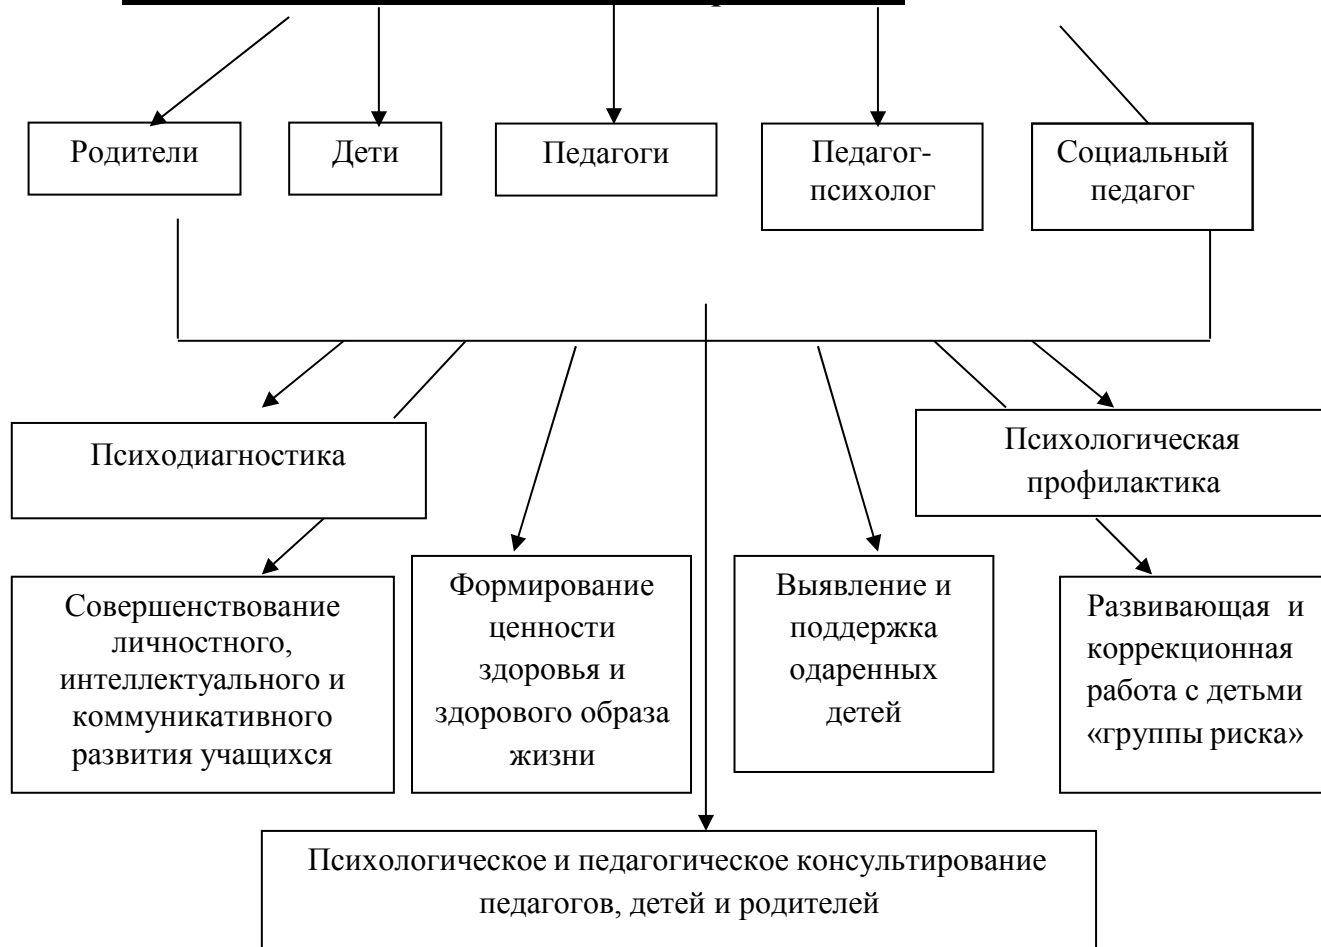 Родители
Дети
Педагоги
Педагог-
психолог
Социальный
педагог
Психодиагностика
Психологическая
профилактика
Совершенствование
личностного,
интеллектуального и
коммуникативного
развития учащихся
Формирование
ценности
здоровья и
здорового образа
жизни
Выявление и
поддержка
одаренных
детей
Развивающая и
коррекционная
работа с детьми
«группы риска»
Психологическое и педагогическое консультирование
педагогов, детей и родителей